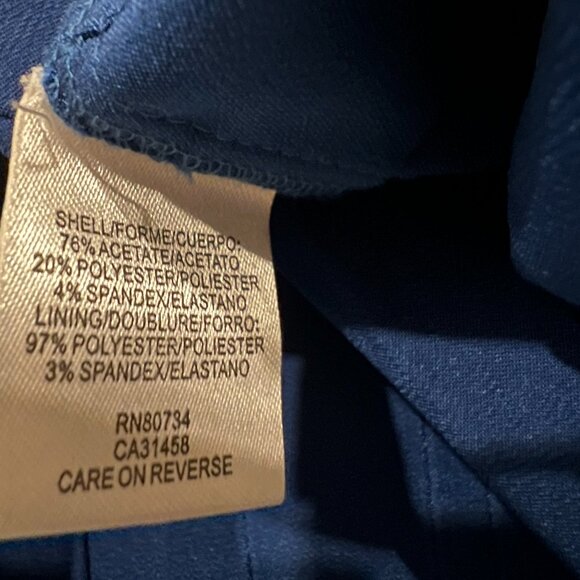 SHELL/FORME/CUERPO:
76% ACETATE/ACETATO
20% POLYESTER/POLIESTER
4% SPANDEX/ELASTANO
LINING/DOUBLURE/FORRO:
97% POLYESTER/POLIESTER
3% SPANDEX/ELASTANO
RN80734
CA31458
CARE ON REVERSE